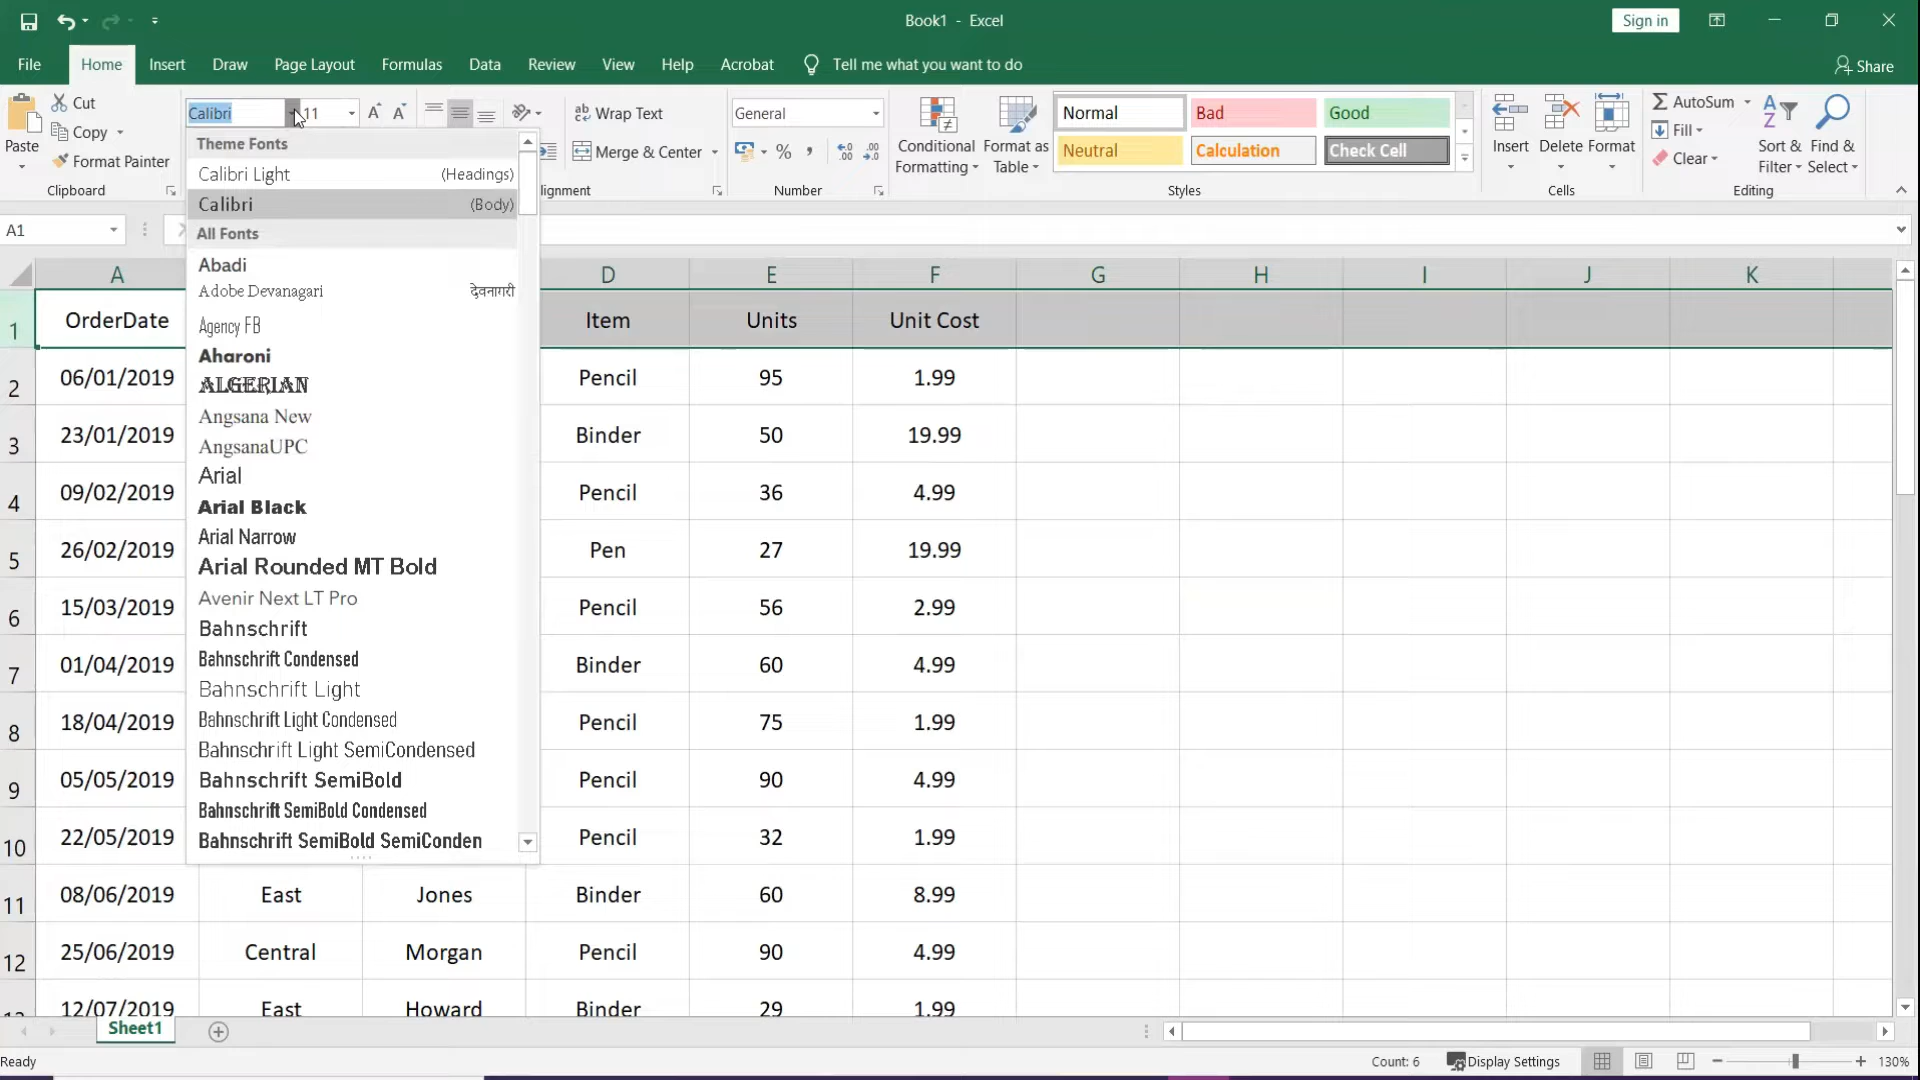 Book1 - Excel
Sign in
File Home Insert Draw Page Layout Formulas Data Review View Help Acrobat Tell me what you want to do Share
Paste
Cut
Copy
Format Painter
Clipboard
Calibri 11
Wrap Text
Merge & Center
lignment
General
%
Number
Conditional Formatting
Format as Table
Normal Bad Good
Neutral Calculation Check Cell
Styles
Insert Delete Format
Cells
AutoSum
Fill
Clear
Sort & Filter
Find & Select
Editing
A1
Theme Fonts
Calibri Light (Headings)
Calibri (Body)
All Fonts
Abadi
Adobe Devanagari देवनागरी
Agency FB
Aharoni
ALGERIAN
Angsana New
AngsanaUPC
Arial
Arial Black
Arial Narrow
Arial Rounded MT Bold
Avenir Next LT Pro
Bahnschrift
Bahnschrift Condensed
Bahnschrift Light
Bahnschrift Light Condensed
Bahnschrift Light SemiCondensed
Bahnschrift SemiBold
Bahnschrift SemiBold Condensed
Bahnschrift SemiBold SemiConden
A D E F G H I J K
1 OrderDate Item Units Unit Cost
2 06/01/2019 Pencil 95 1.99
3 23/01/2019 Binder 50 19.99
4 09/02/2019 Pencil 36 4.99
5 26/02/2019 Pen 27 19.99
6 15/03/2019 Pencil 56 2.99
7 01/04/2019 Binder 60 4.99
8 18/04/2019 Pencil 75 1.99
9 05/05/2019 Pencil 90 4.99
10 22/05/2019 Pencil 32 1.99
11 08/06/2019 East Jones Binder 60 8.99
12 25/06/2019 Central Morgan Pencil 90 4.99
12/07/2019 East Howard Binder 29 1.99
Sheet1
Ready
Count: 6
Display Settings
130%